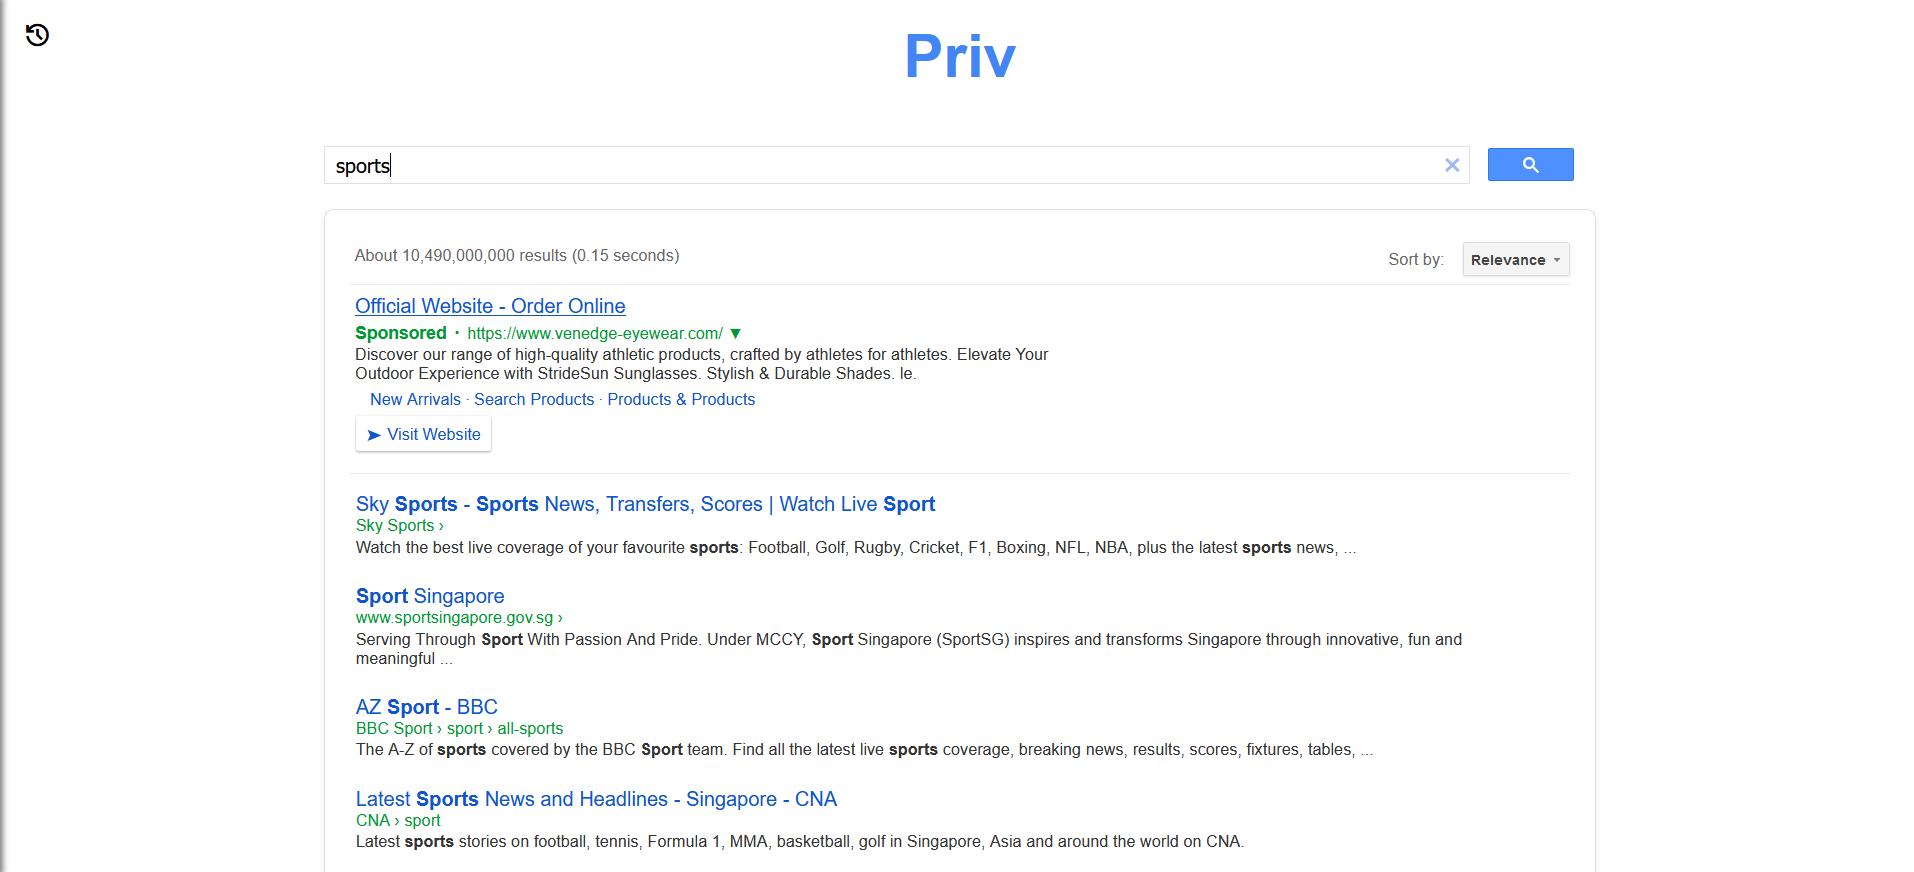 Priv
sports
About 10,490,000,000 results (0.15 seconds)
Sort by:
Relevance
Official Website - Order Online
Sponsored · https://www.venedge-eyewear.com/
Discover our range of high-quality athletic products, crafted by athletes for athletes. Elevate Your
Outdoor Experience with StrideSun Sunglasses. Stylish & Durable Shades. le.
New Arrivals · Search Products · Products & Products
Visit Website
Sky Sports - Sports News, Transfers, Scores | Watch Live Sport
Sky Sports ›
Watch the best live coverage of your favourite sports: Football, Golf, Rugby, Cricket, F1, Boxing, NFL, NBA, plus the latest sports news, ...
Sport Singapore
www.sportsingapore.gov.sg ›
Serving Through Sport With Passion And Pride. Under MCCY, Sport Singapore (SportSG) inspires and transforms Singapore through innovative, fun and
meaningful ...
AZ Sport - BBC
BBC Sport › sport › all-sports
The A-Z of sports covered by the BBC Sport team. Find all the latest live sports coverage, breaking news, results, scores, fixtures, tables, ...
Latest Sports News and Headlines - Singapore - CNA
CNA › sport
Latest sports stories on football, tennis, Formula 1, MMA, basketball, golf in Singapore, Asia and around the world on CNA.